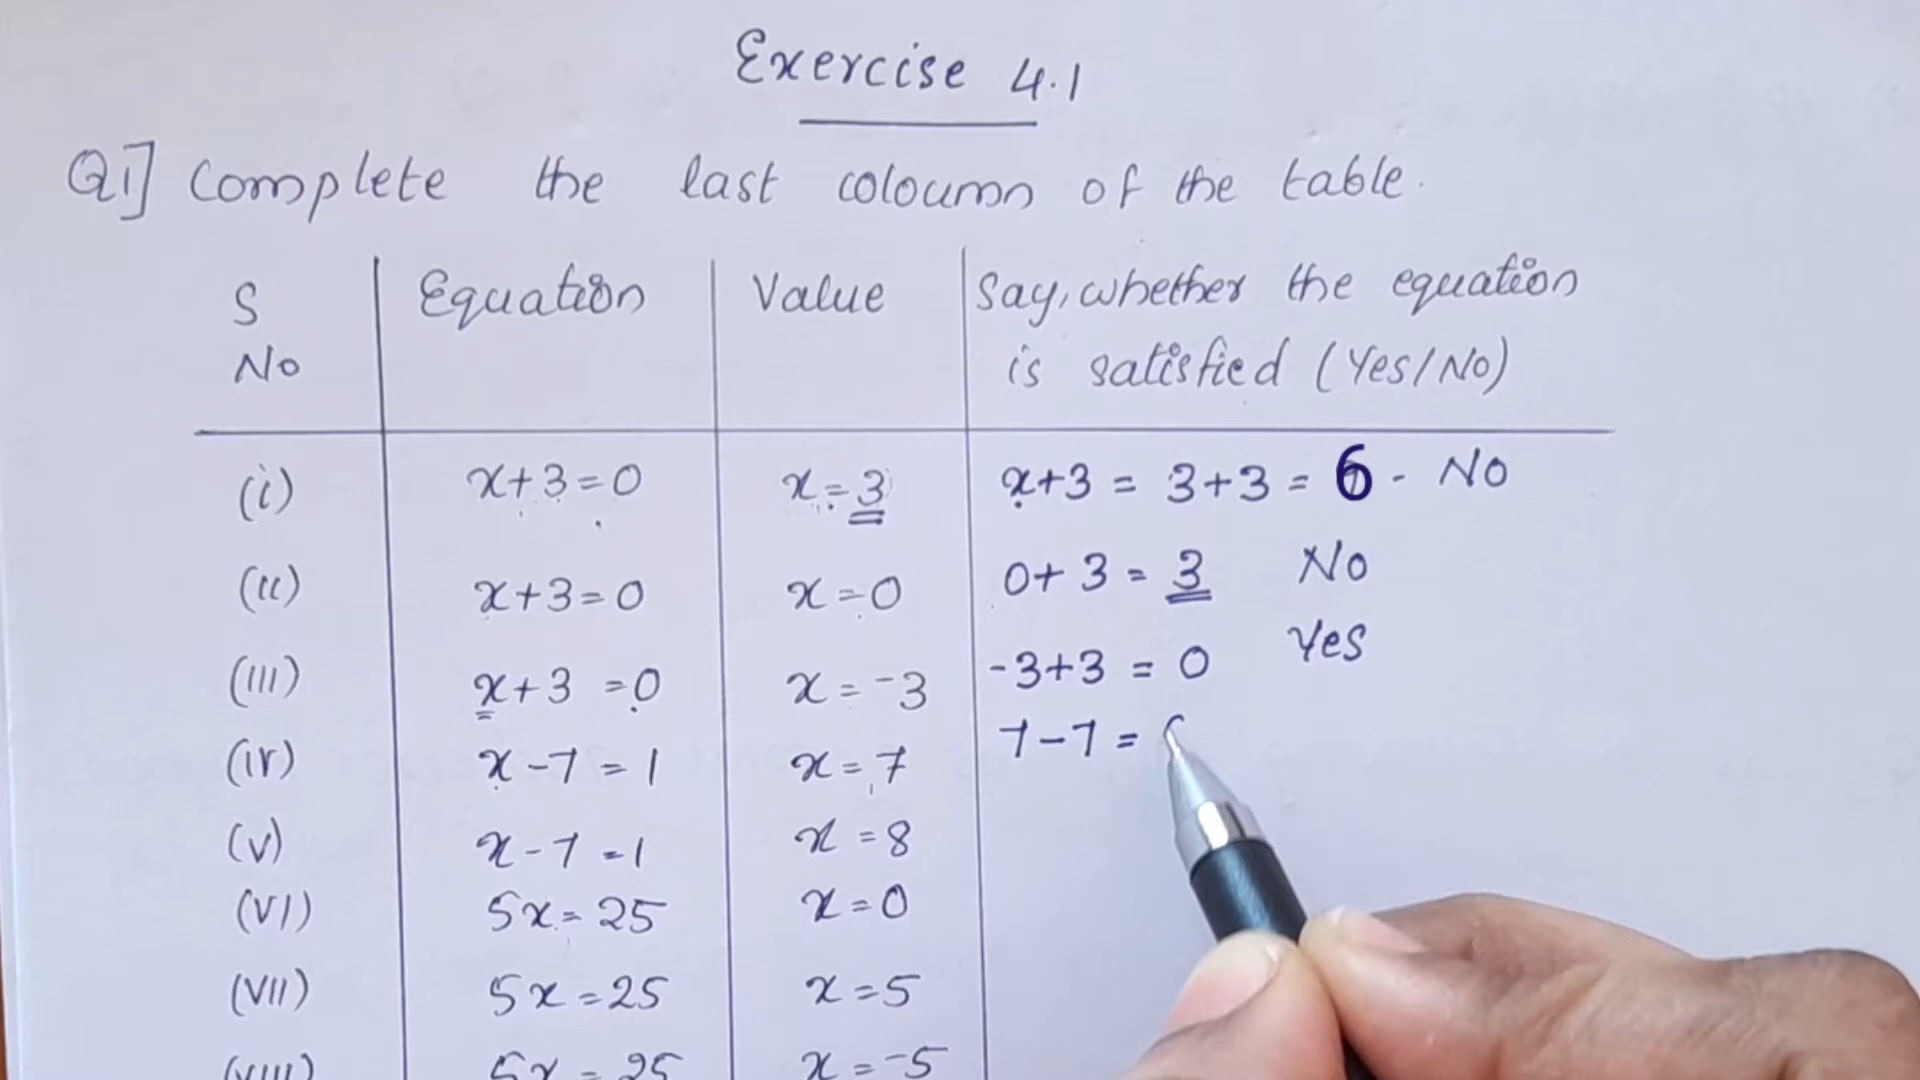 Exercise 4.1
Q1] Complete the last coloumn of the table.
S No | Equation | Value | Say, whether the equation is satisfied (Yes/No)
(i) x+3=0 x=3 x+3 = 3+3 = 6 - No
(ii) x+3=0 x=0 0+3=3 No
(iii) x+3=0 x=-3 -3+3=0 Yes
(iv) x-7=1 x=7 7-7=
(v) x-7=1 x=8
(VI) 5x=25 x=0
(VII) 5x=25 x=5
(VIII) 5x=25 x=-5